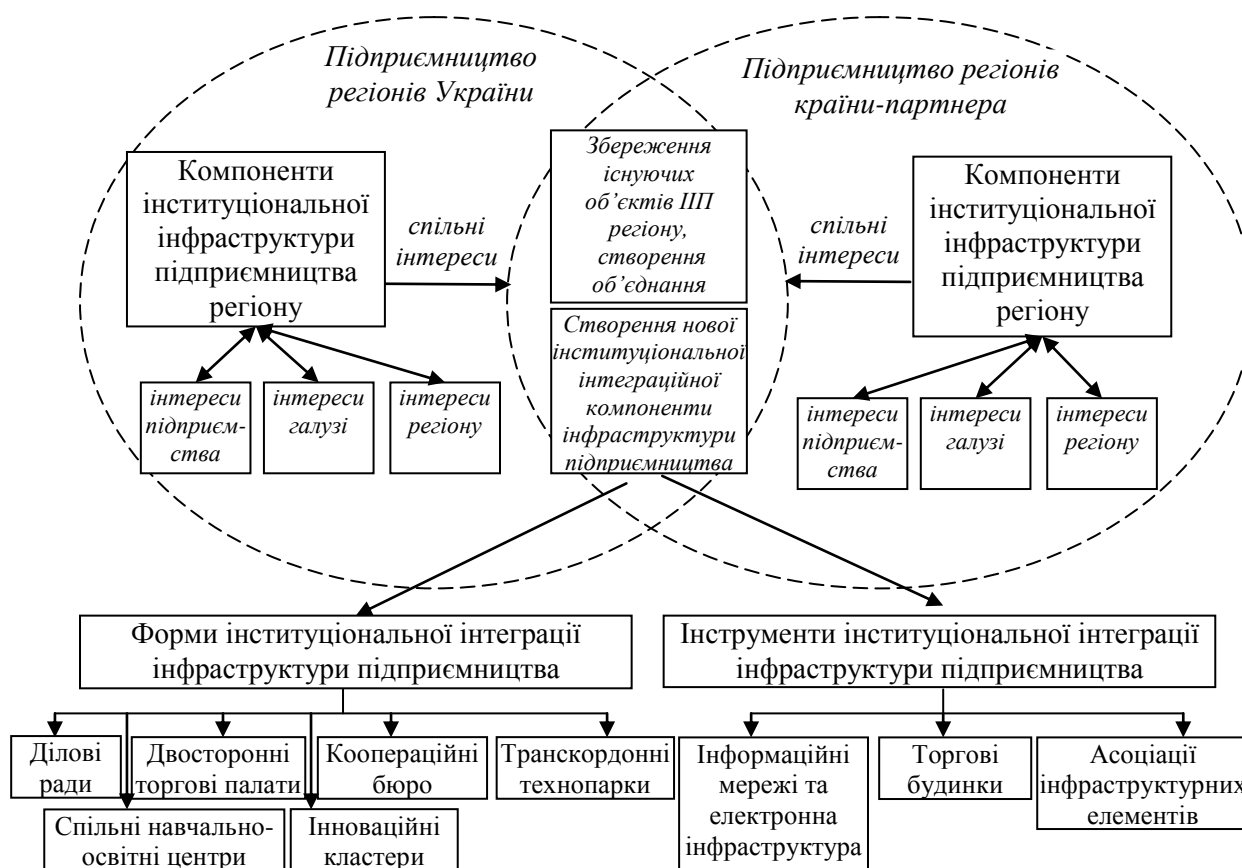 Підприємництво
регіонів України
Підприємництво регіонів
країни-партнера
Компоненти
інституціональної
інфраструктури
підприємництва
регіону
спільні
інтереси
Збереження
існуючих
об’єктів ІІП
регіону,
створення
об’єднання
спільні
інтереси
Компоненти
інституціональної
інфраструктури
підприємництва
регіону
Створення нової
інституціональної
інтеграційної
компоненти
інфраструктури
підприємництва
інтереси
підприєм-
ства
інтереси
галузі
інтереси
регіону
інтереси
підприєм-
ства
інтереси
галузі
інтереси
регіону
Форми інституціональної інтеграції
інфраструктури підприємництва
Інструменти інституціональної інтеграції
інфраструктури підприємництва
Ділові
ради
Двосторонні
торгові палати
Коопераційні
бюро
Транскордонні
технопарки
Інформаційні
мережі та
електронна
інфраструктура
Торгові
будинки
Асоціації
інфраструктурних
елементів
Спільні навчально-
освітні центри
Інноваційні
кластери